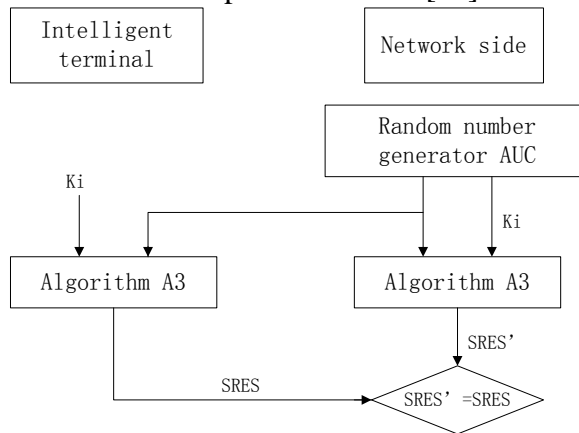 Intelligent
terminal
Network side
Random number
generator AUC
Ki
Ki
Algorithm A3
Algorithm A3
SRES’
SRES
SRES’ =SRES